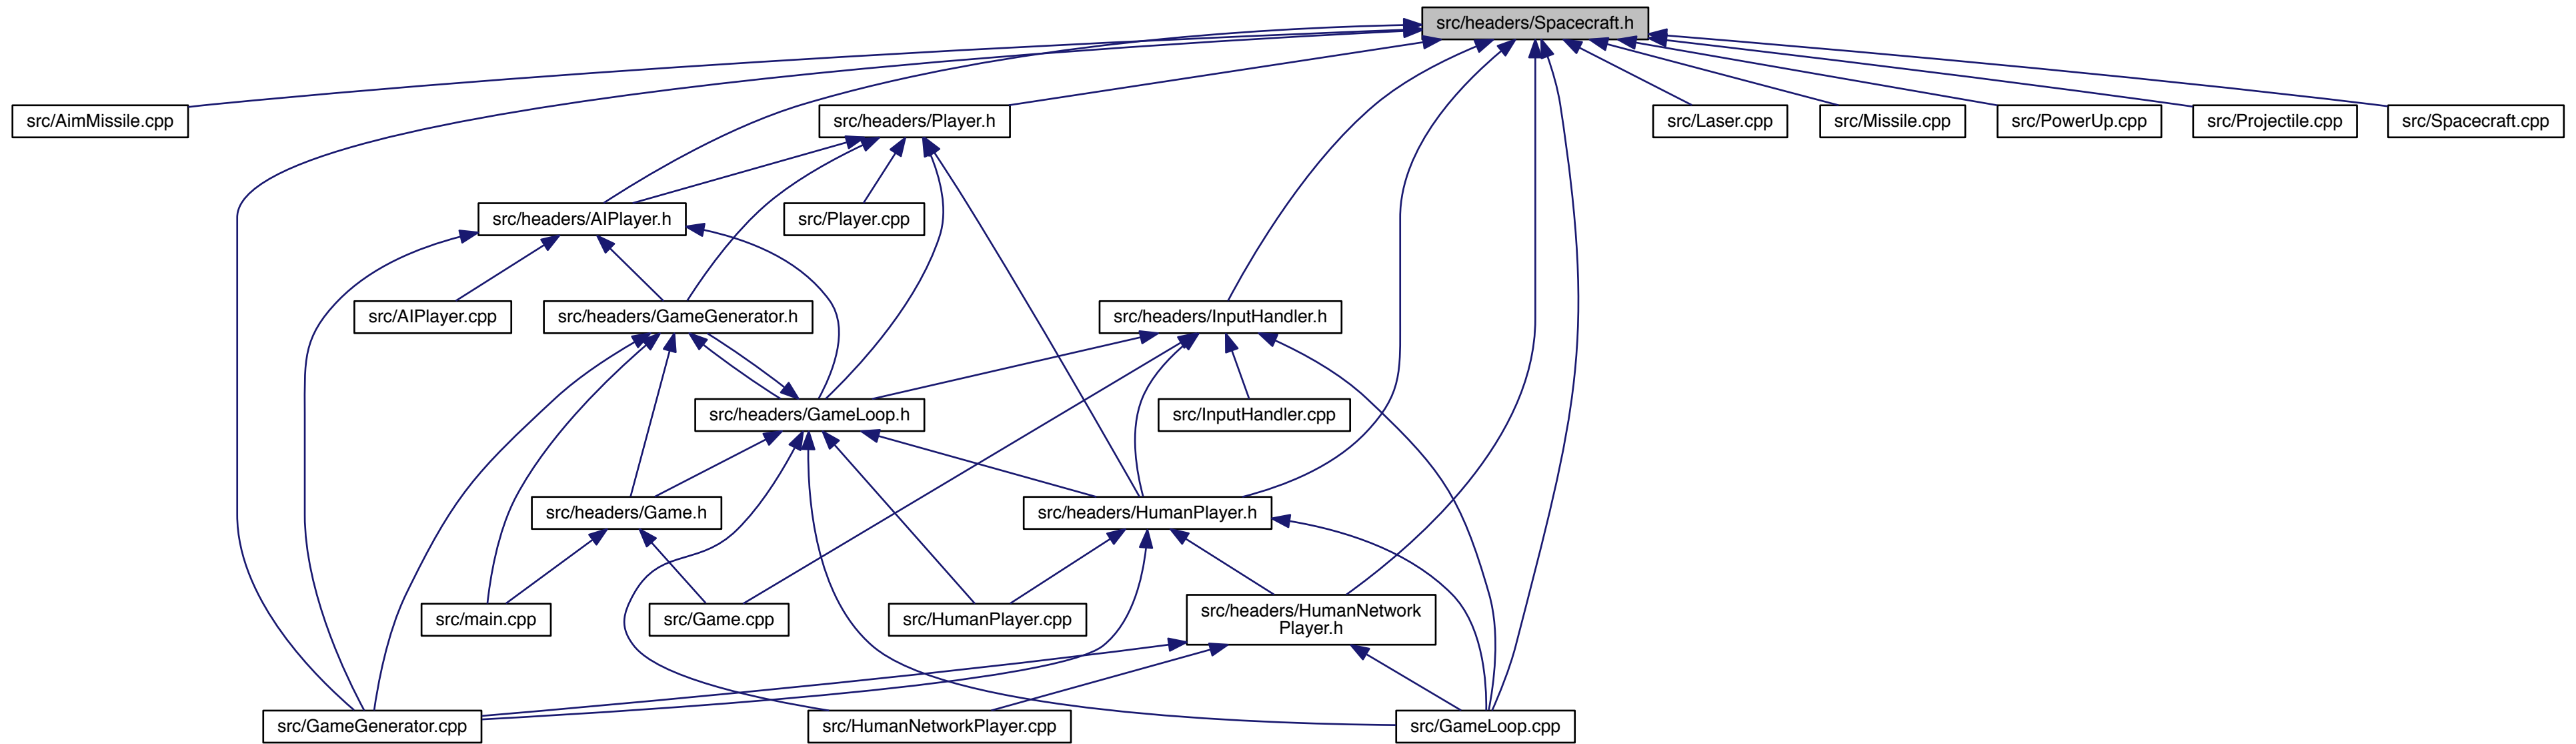 src/headers/Spacecraft.h
src/AimMissile.cpp
src/headers/Player.h
src/Laser.cpp
src/Missile.cpp
src/PowerUp.cpp
src/Projectile.cpp
src/Spacecraft.cpp
src/headers/AIPlayer.h
src/Player.cpp
src/AIPlayer.cpp
src/headers/GameGenerator.h
src/headers/InputHandler.h
src/headers/GameLoop.h
src/InputHandler.cpp
src/headers/Game.h
src/headers/HumanPlayer.h
src/main.cpp
src/Game.cpp
src/HumanPlayer.cpp
src/headers/HumanNetwork
Player.h
src/GameGenerator.cpp
src/HumanNetworkPlayer.cpp
src/GameLoop.cpp